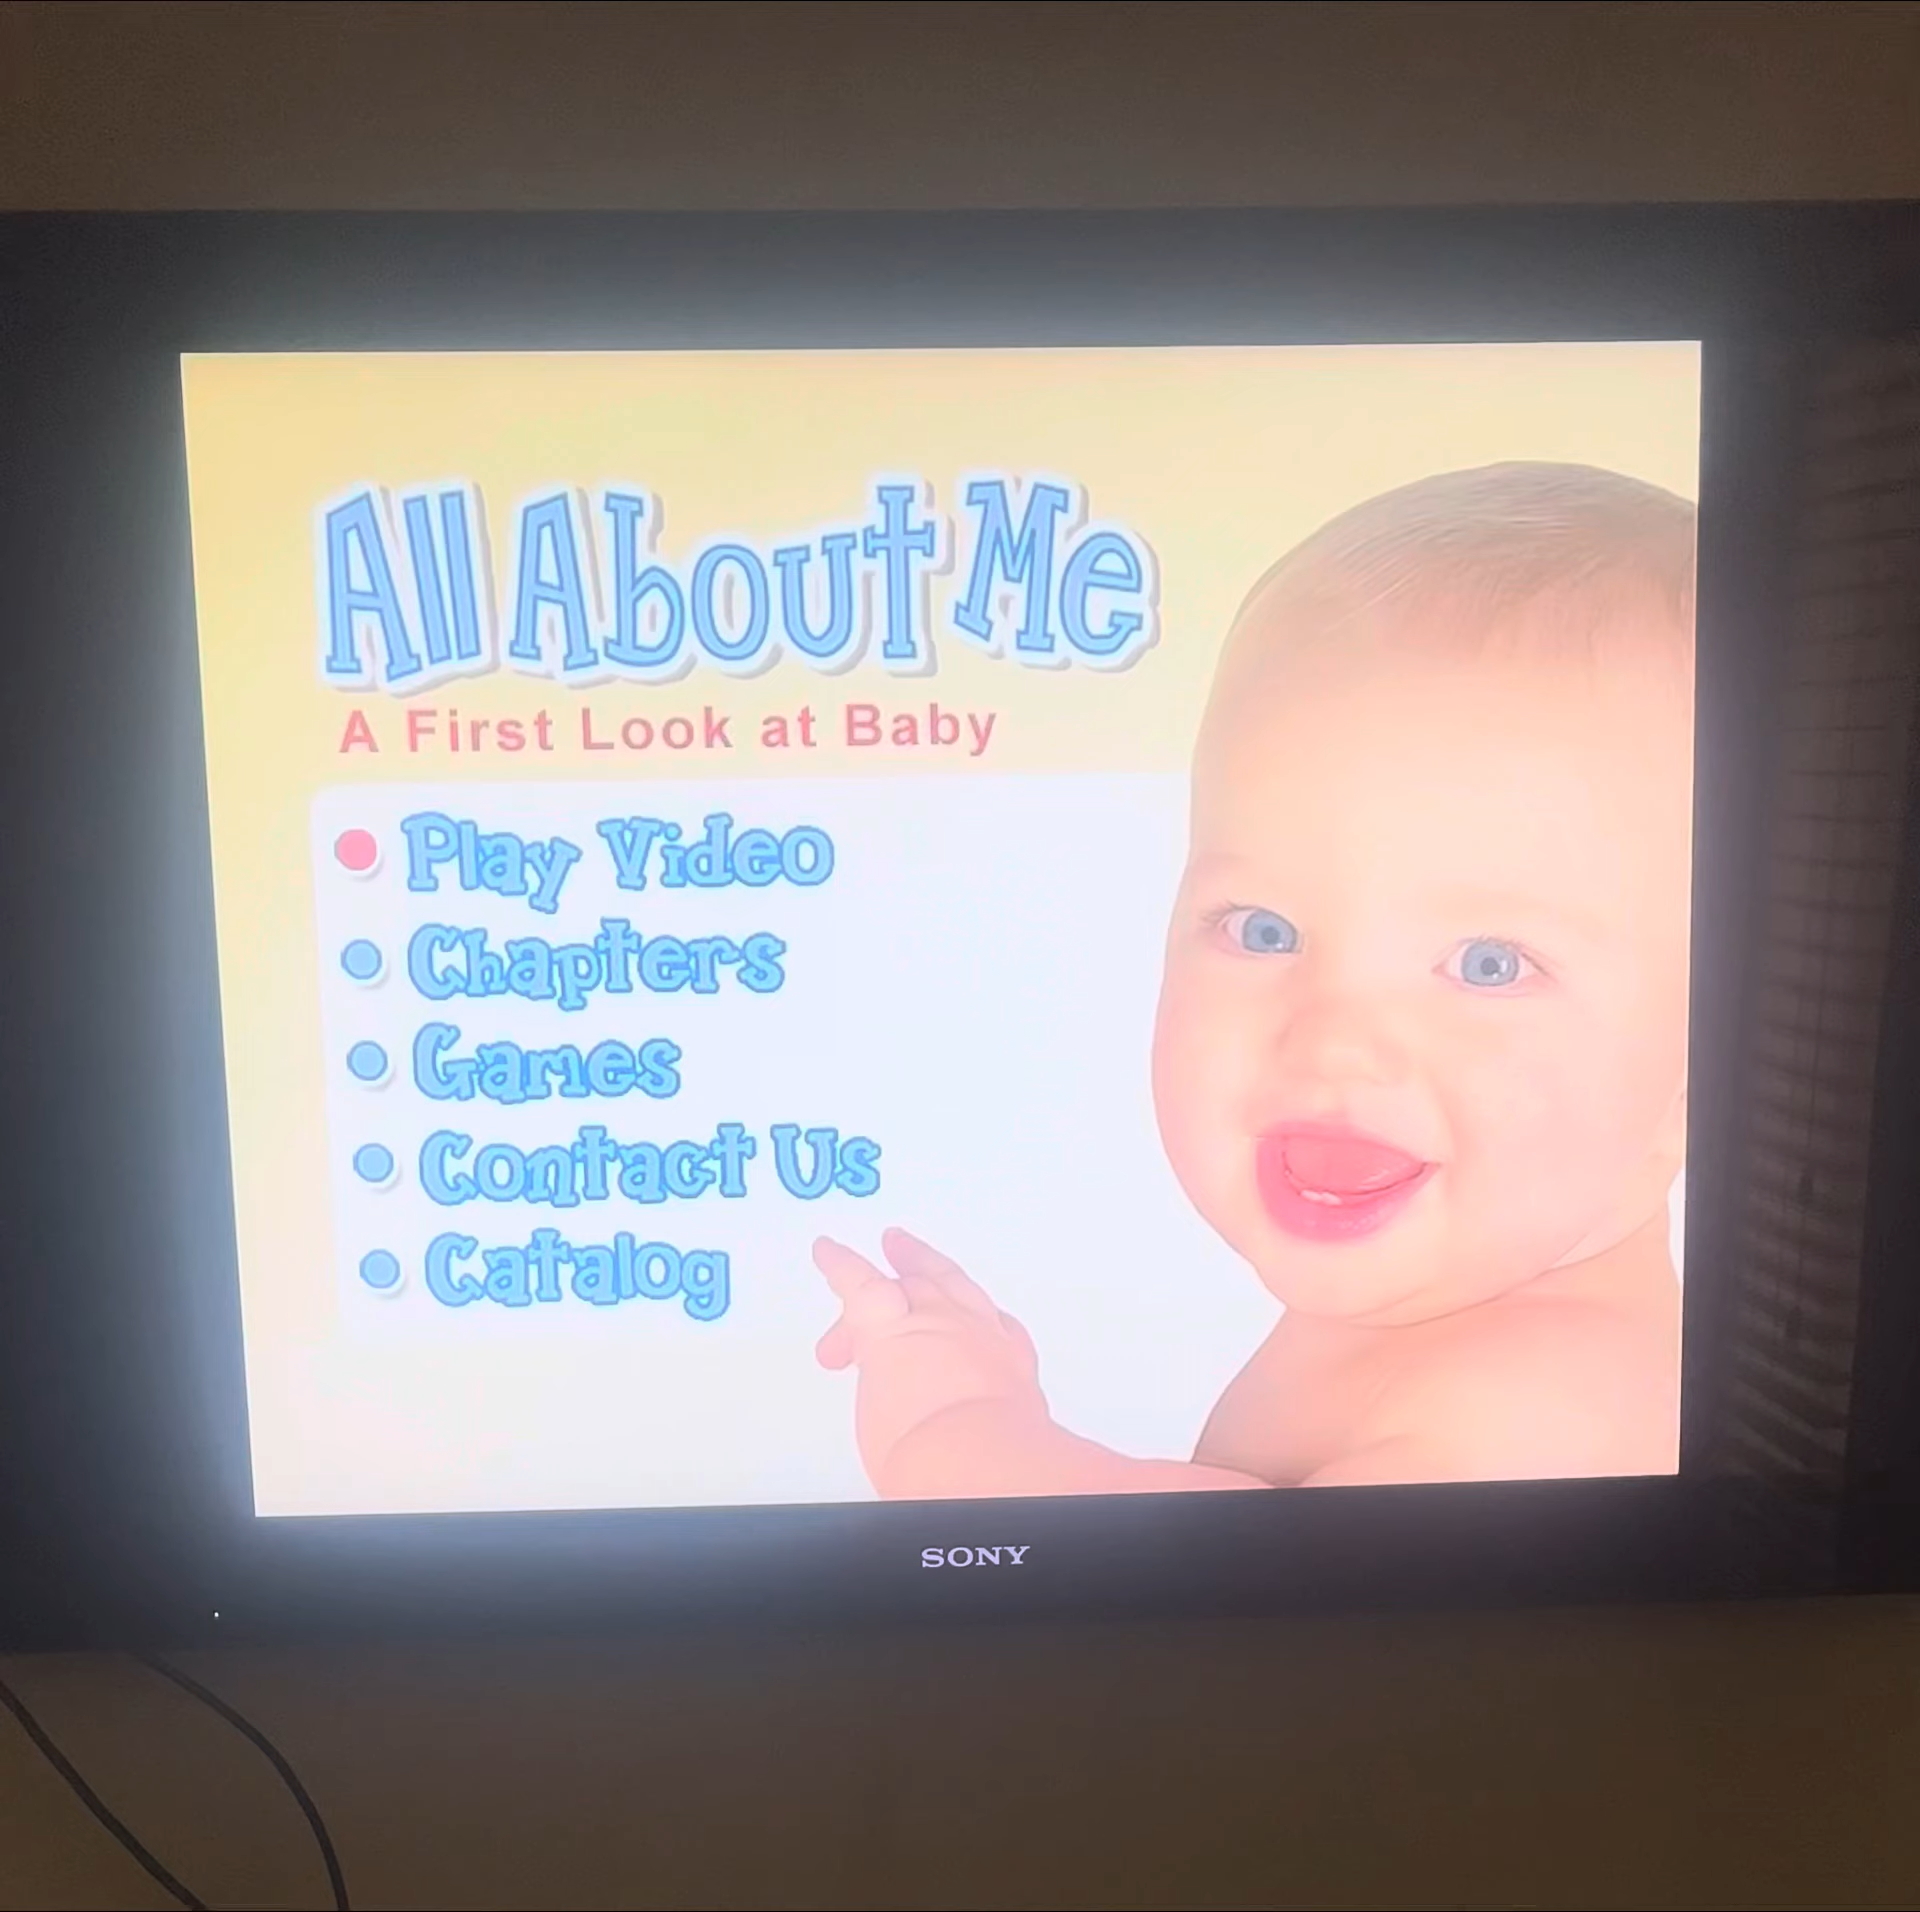 All About Me
A First Look at Baby
Play Video
Chapters
Games
Contact Us
Catalog
SONY